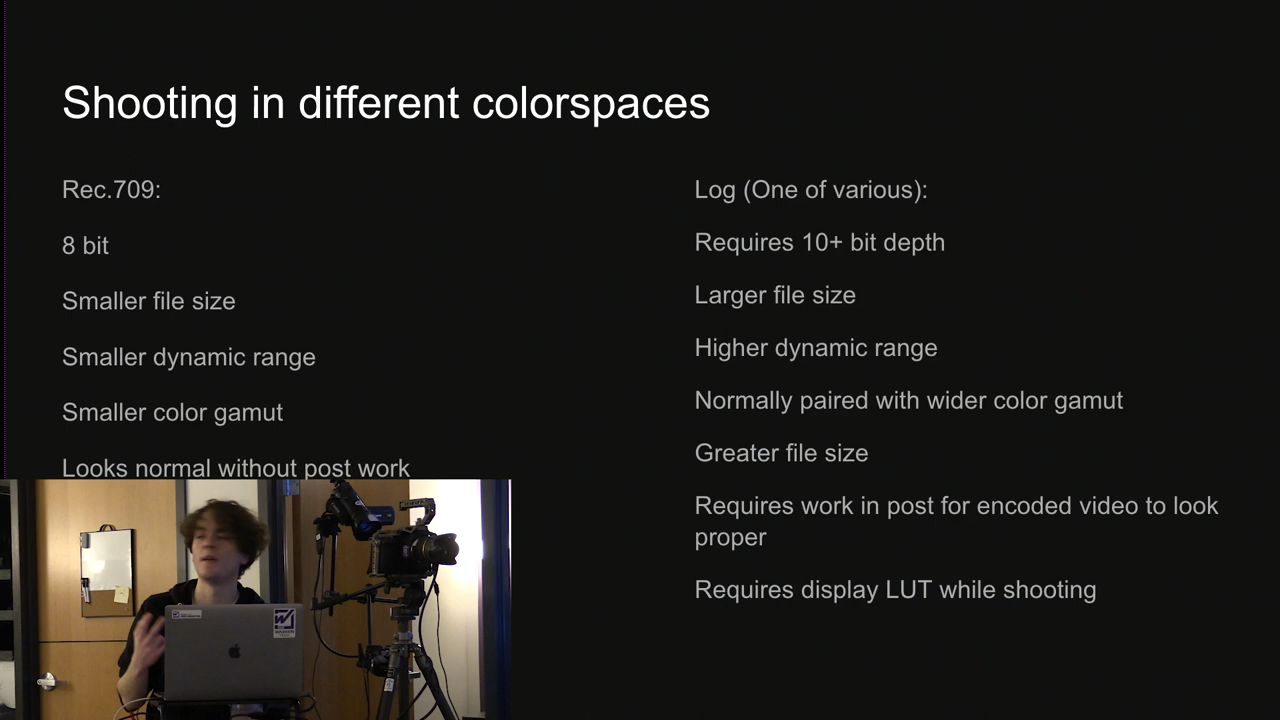 Shooting in different colorspaces
Rec.709:
8 bit
Smaller file size
Smaller dynamic range
Smaller color gamut
Looks normal without post work
Log (One of various):
Requires 10+ bit depth
Larger file size
Higher dynamic range
Normally paired with wider color gamut
Greater file size
Requires work in post for encoded video to look
proper
Requires display LUT while shooting